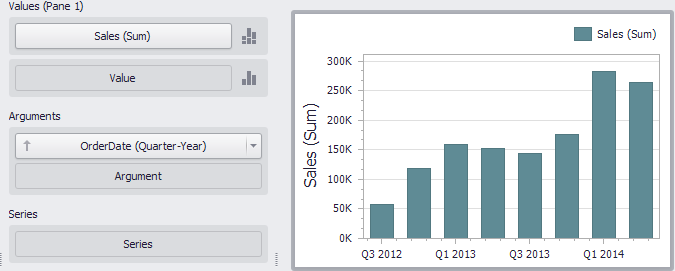 Values (Pane 1)
Sales (Sum)
Value
Arguments
OrderDate (Quarter-Year)
Argument
Series
Series
Sales (Sum)
Sales (Sum)
300K
250K
200K
150K
100K
50K
0K
Q3 2012 Q1 2013 Q3 2013 Q1 2014